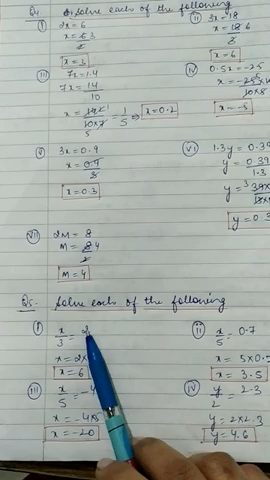 Q4. Solve each of the following
(i) 2x = 6
x = 6 3
2
x = 3
(ii) 3x = 18
x = 18 6
3
x = 6
(iii) 7x = 1.4
7x = 14
10
x = 14 2 = 1 ⇒ x = 0.2
10×7 5
5
(iv) 0.5x = -25
x = -25
10×
x = -5
(v) 3x = 0.9
x = 0.9
3
x = 0.3
(vi) 1.3y = 0.39
y = 0.39
1.3
y = 3 39×
y = 0.3
(vii) 2M = 8
M = 8 4
2
M = 4
Q5. Solve each of the following
(i) x = 2
3
x = 2×
x = 6
(ii) x = 0.7
5
x = 5×0.
x = 3.5
(iii) x = -4
5
x = -4×5
x = -20
(iv) y = 2.3
2
y = 2×2.3
y = 4.6